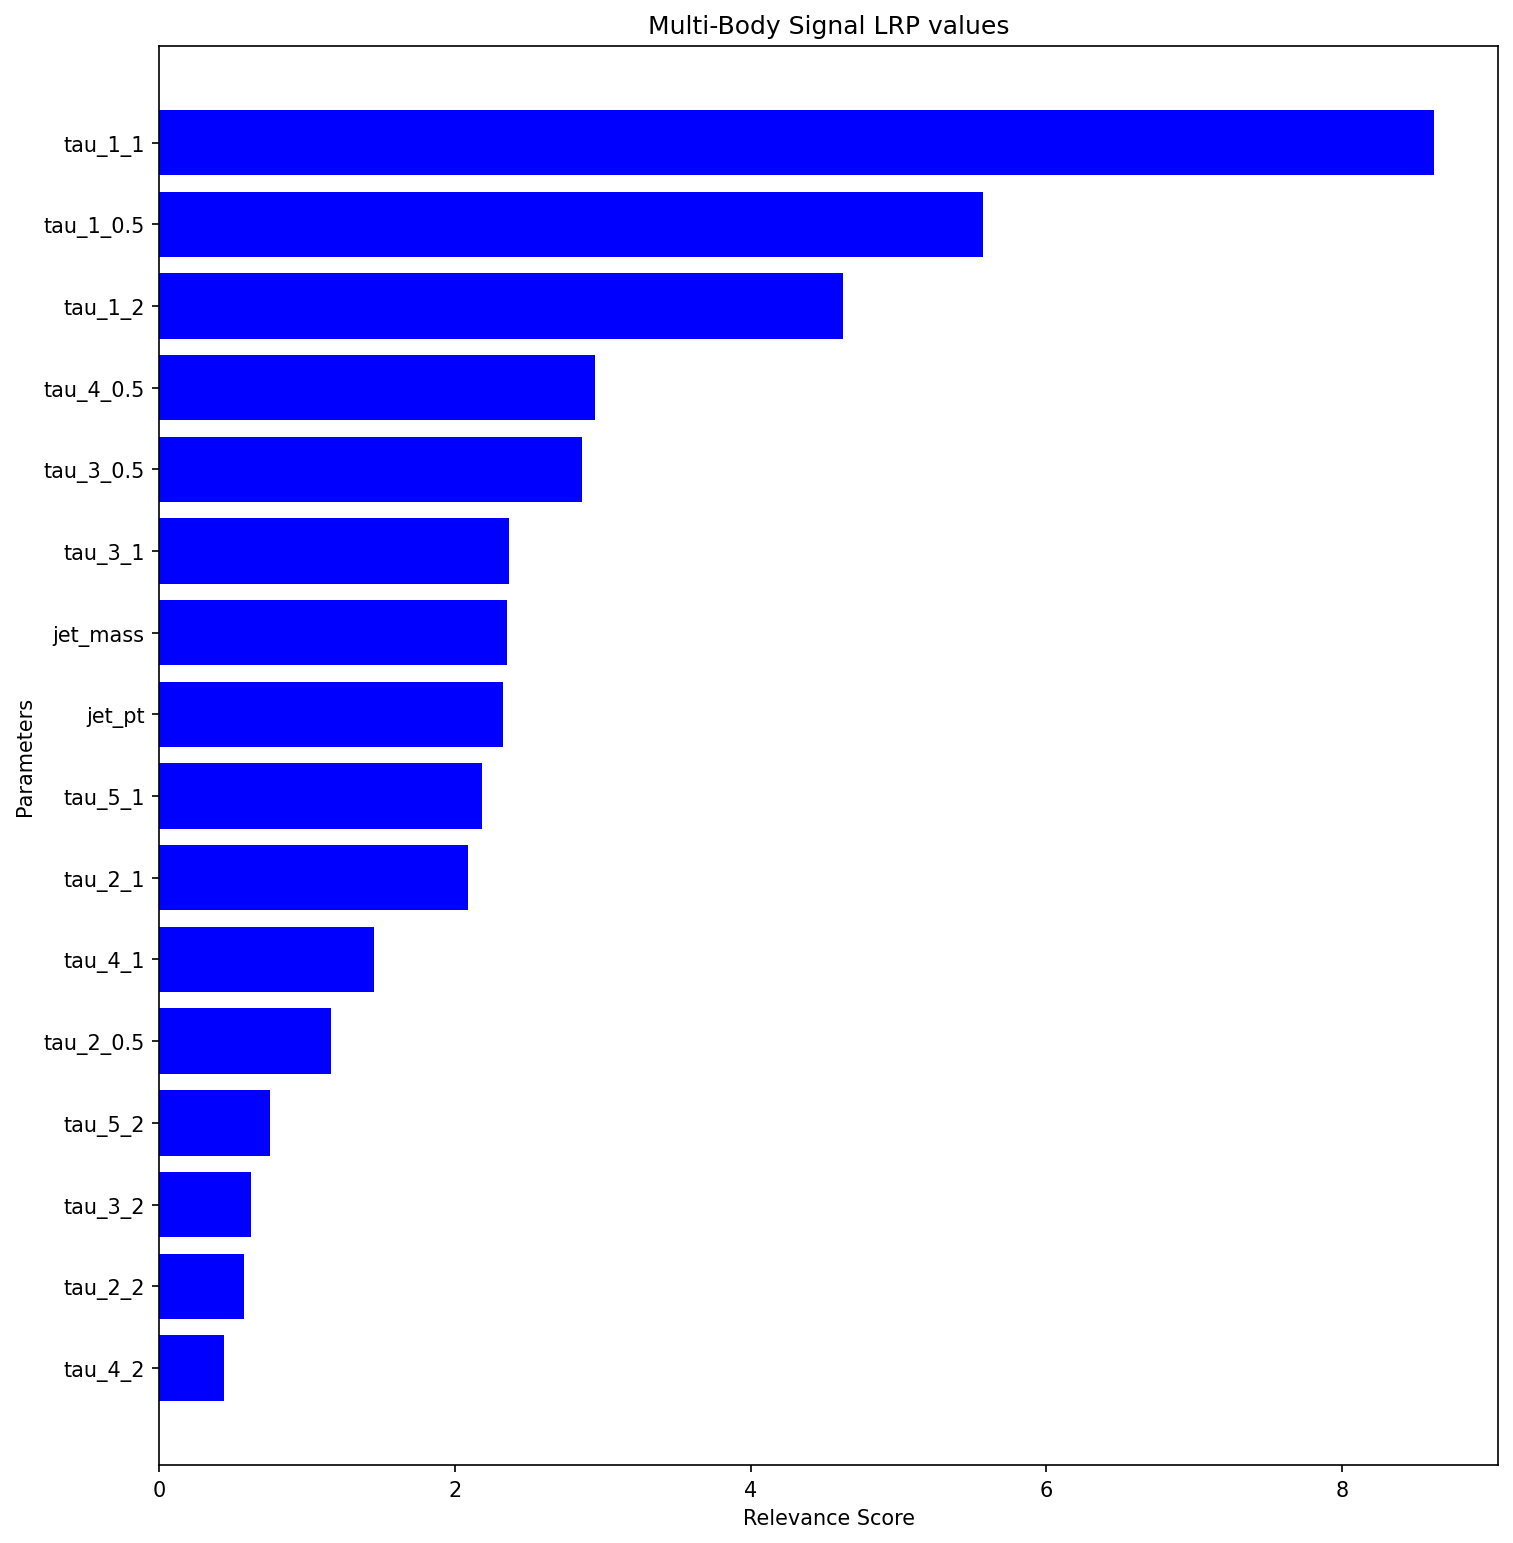 Multi-Body Signal LRP values
tau_1_1
tau_1_0.5
tau_1_2
tau_4_0.5
tau_3_0.5
tau_3_1
jet_mass
jet_pt
tau_5_1
tau_2_1
tau_4_1
tau_2_0.5
tau_5_2
tau_3_2
tau_2_2
tau_4_2
Parameters
0 2 4 6 8
Relevance Score